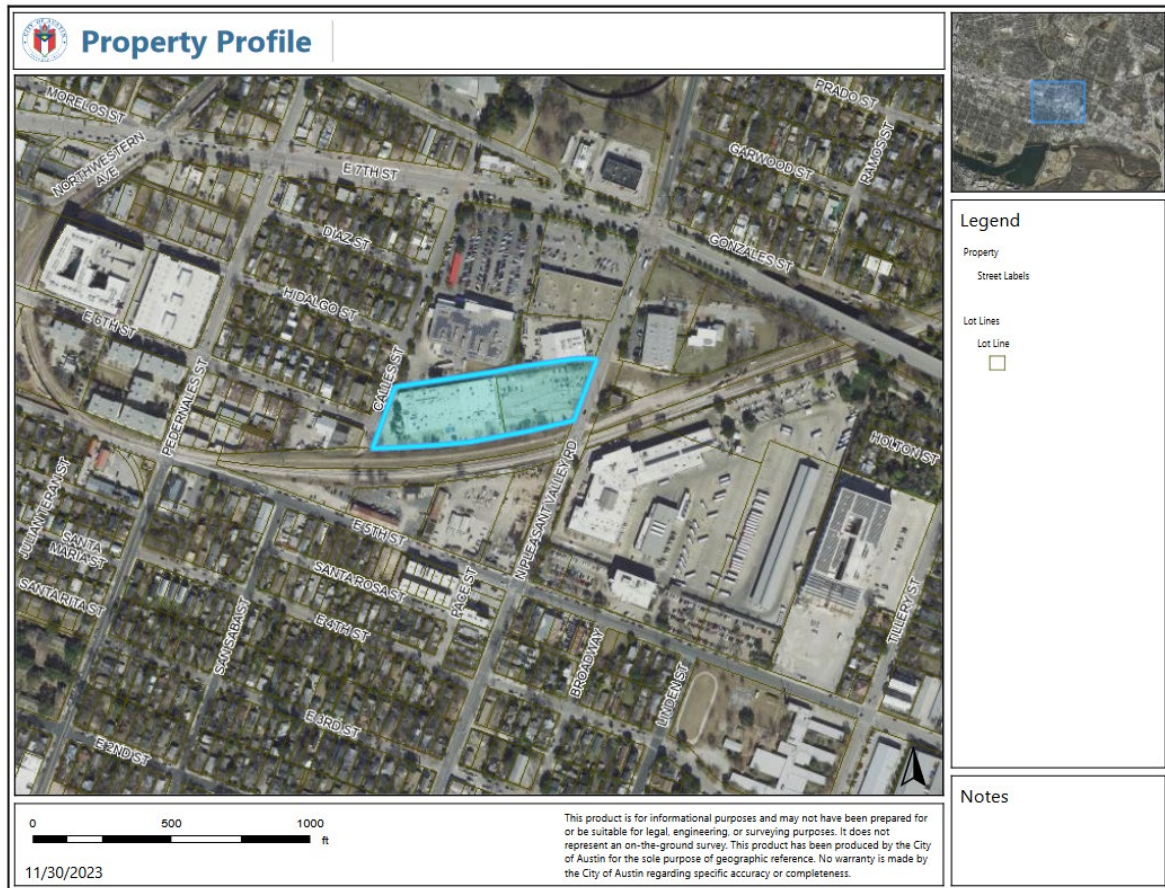 Property Profile
MORELOS ST
NORTHWESTERN
AVE
E 7TH ST
PRADO ST
GARWOOD ST
RAMOS ST
DIAZ ST
GONZALES ST
HIDALGO ST
E 6TH ST
CALLES ST
PEDERNALES ST
HOLTON ST
JULIAN TERAN ST
SANTA
MARIA ST
SANTA RITA ST
E 5TH ST
N PLEASANT VALLEY RD
SANTA ROSA ST
PACE ST
E 4TH ST
SAN SABA ST
TILLERY ST
BROADWAY
LINDEN ST
E 3RD ST
E 2ND ST
Legend
Property
Street Labels
Lot Lines
Lot Line
Notes
0 500 1000
ft
11/30/2023
This product is for informational purposes and may not have been prepared for
or be suitable for legal, engineering, or surveying purposes. It does not
represent an on-the-ground survey. This product has been produced by the City
of Austin for the sole purpose of geographic reference. No warranty is made by
the City of Austin regarding specific accuracy or completeness.